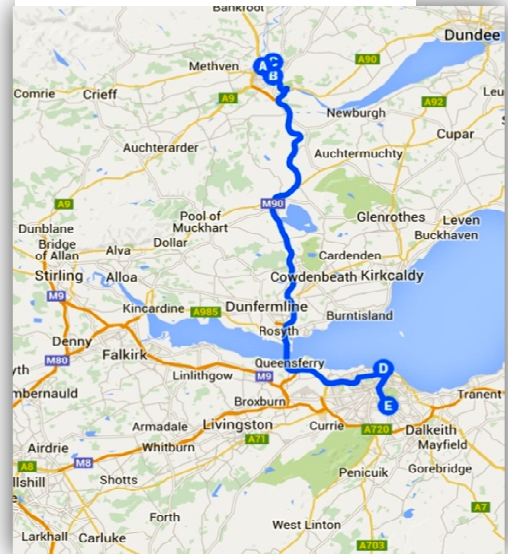 Bankfoot
Dundee
Methven
A
C
B
A90
Comrie
Crieff
A9
A92
Newburgh
Cupar
Auchterarder
Auchtermuchty
A9
M90
Pool of
Muckhart
Glenrothes
Leven
Buckhaven
Dunblane
Bridge
of Allan
Alva
Dollar
Cardenden
Stirling
Alloa
Cowdenbeath
Kirkcaldy
M9
Kincardine
A985
Dunfermline
Burntisland
Rosyth
Denny
M80
Falkirk
Queensferry
D
Linlithgow
M9
Broxburn
E
Tranent
Armadale
Livingston
Currie
A720
Dalkeith
Airdrie
Whitburn
A71
Mayfield
A8
M8
Shotts
Penicuik
Gorebridge
Forth
A7
West Linton
Larkhall
Carluke
A703